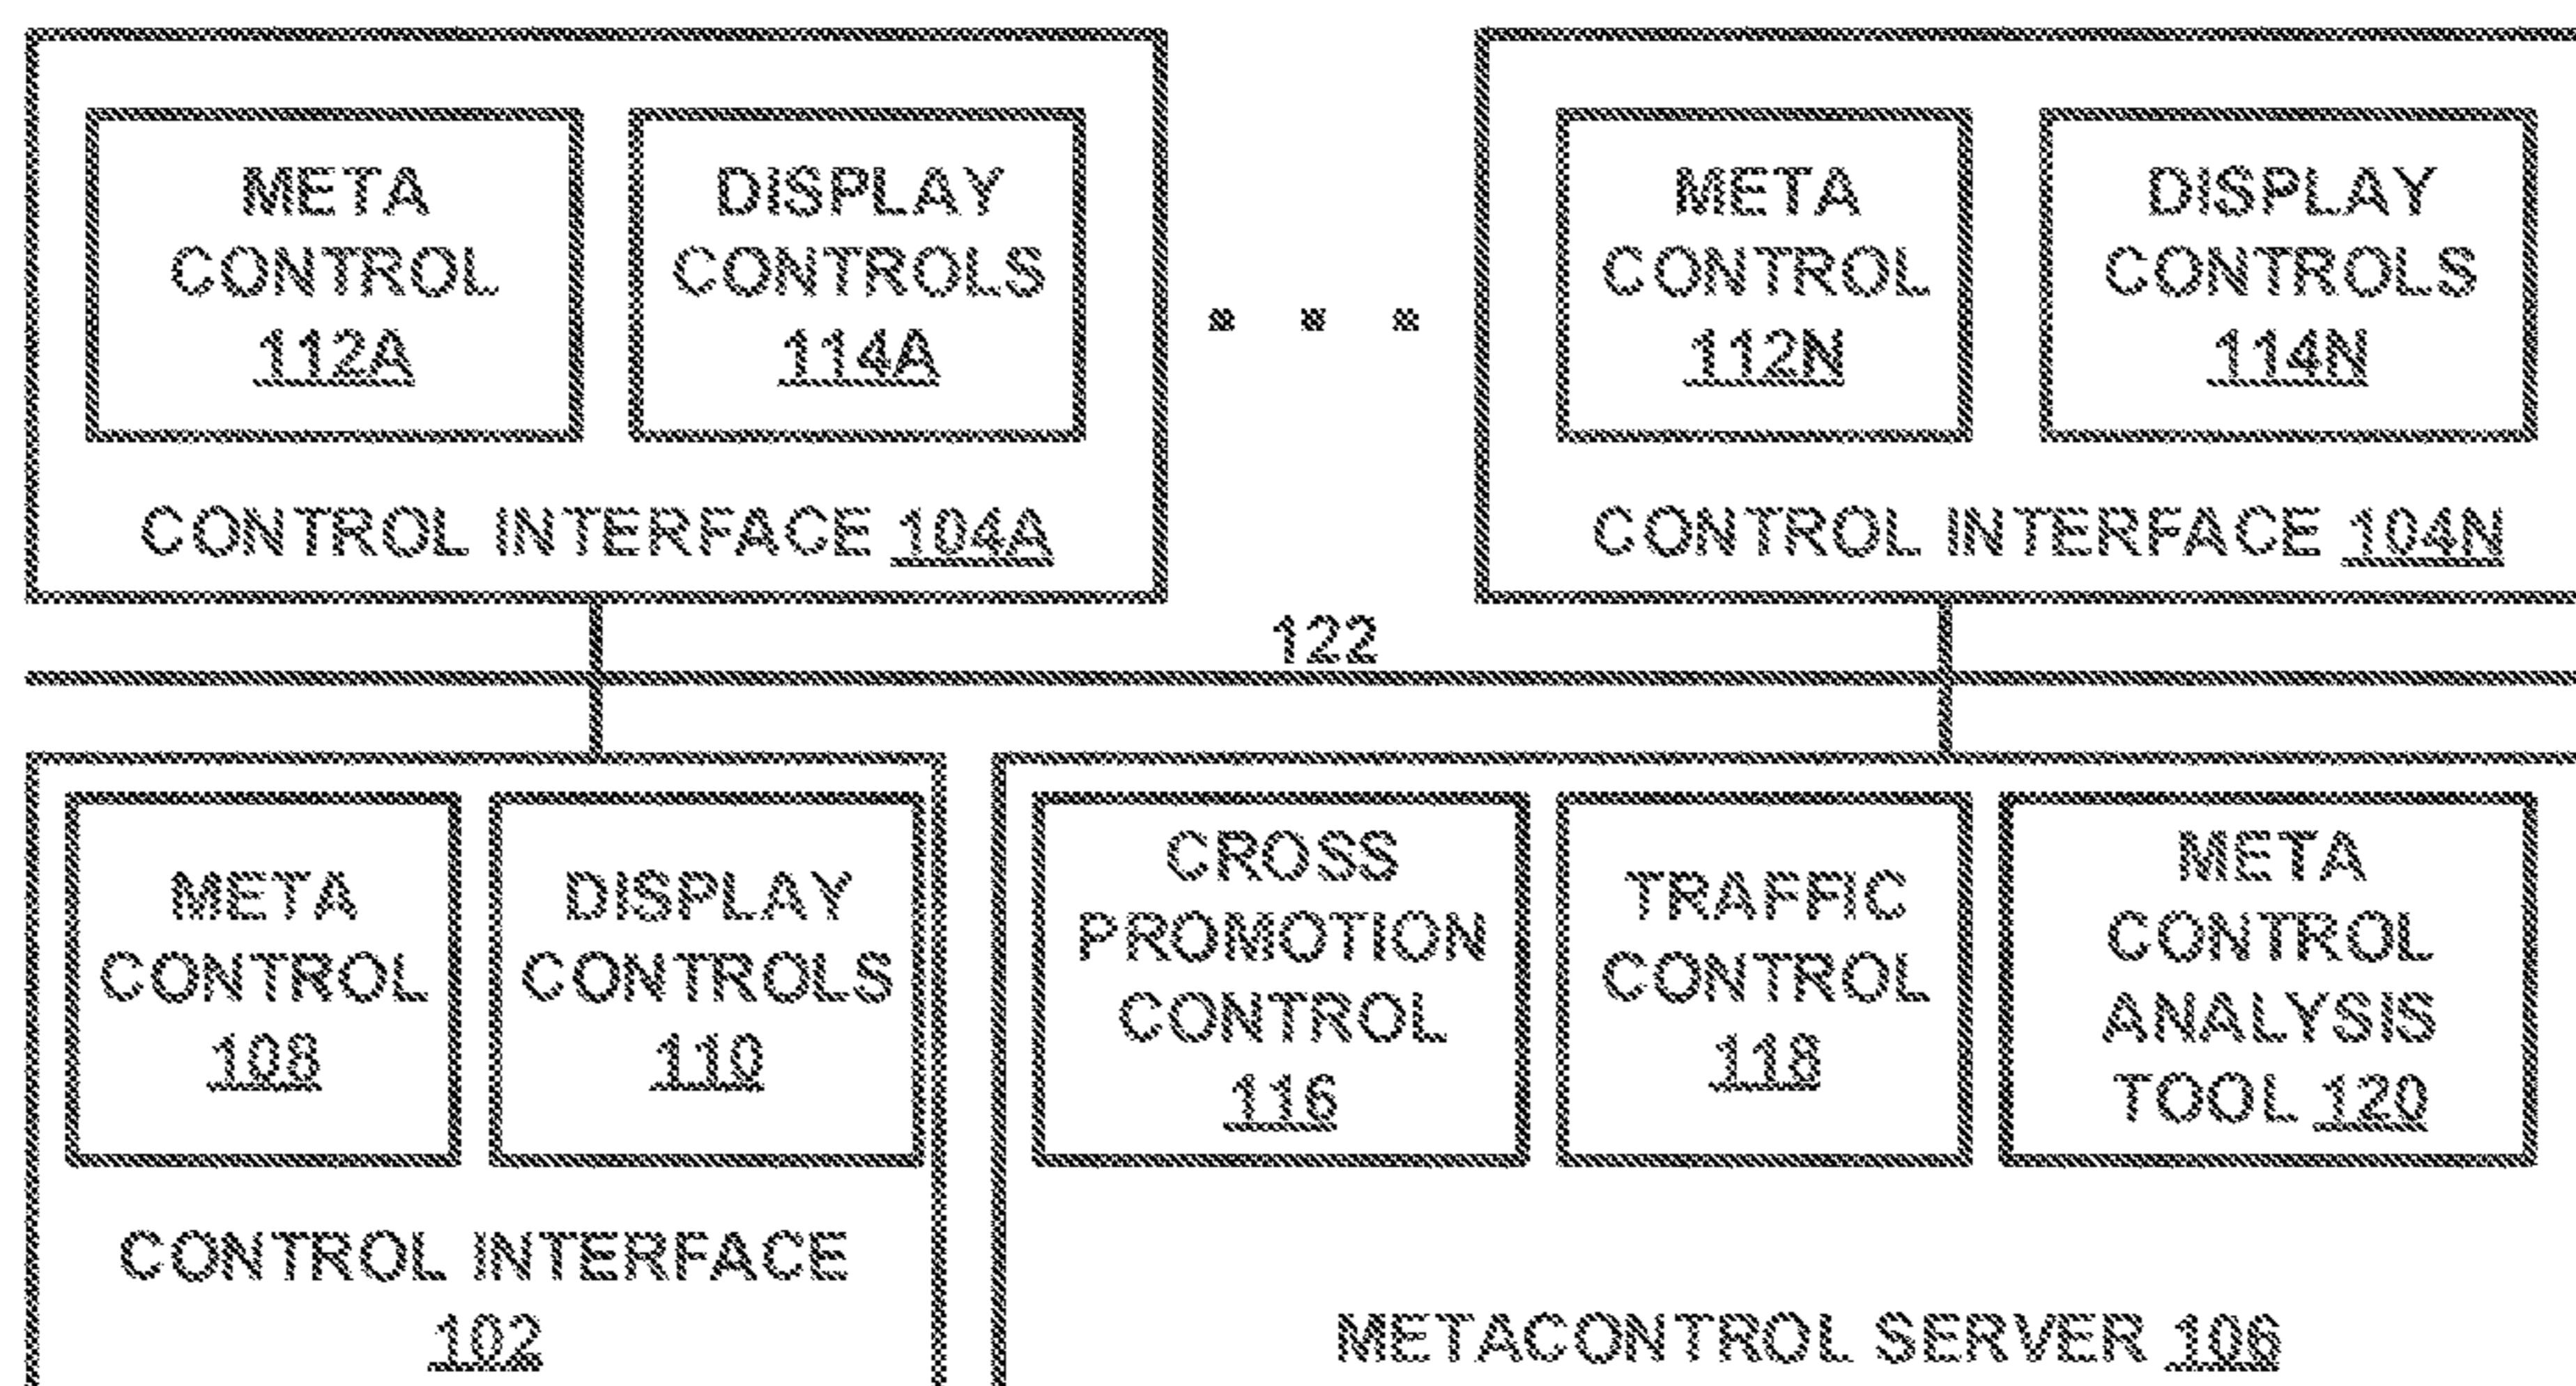 META
CONTROL
112A
DISPLAY
CONTROLS
114A
CONTROL INTERFACE 104A
META
CONTROL
112N
DISPLAY
CONTROLS
114N
CONTROL INTERFACE 104N
122
META
CONTROL
108
DISPLAY
CONTROLS
110
CONTROL INTERFACE
102
CROSS
PROMOTION
CONTROL
116
TRAFFIC
CONTROL
118
META
CONTROL
ANALYSIS
TOOL 120
METACONTROL SERVER 106